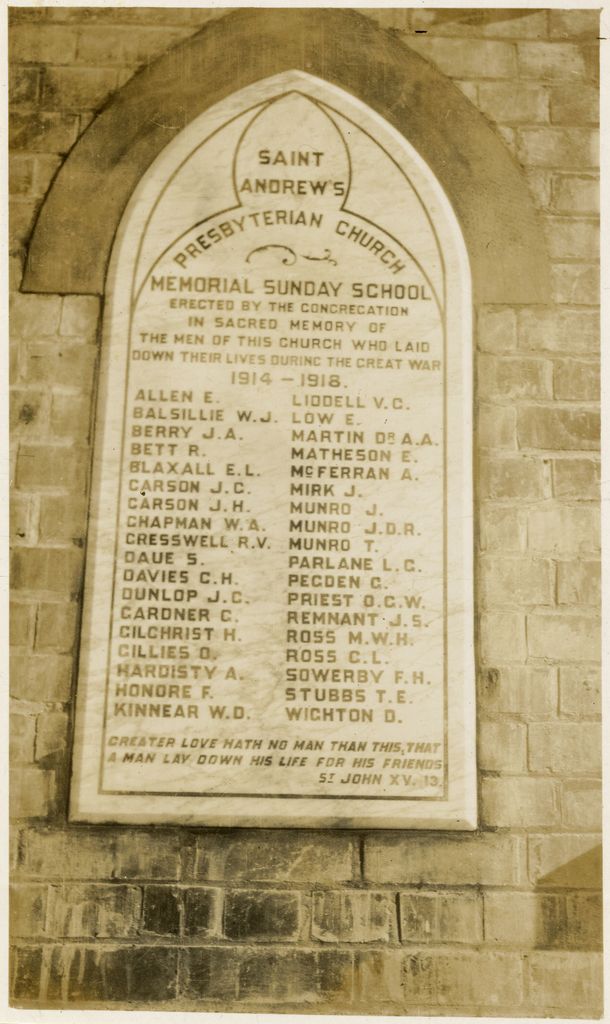 SAINT
ANDREW'S
PRESBYTERIAN CHURCH
MEMORIAL SUNDAY SCHOOL
ERECTED BY THE CONGREGATION
IN SACRED MEMORY OF
THE MEN OF THIS CHURCH WHO LAID
DOWN THEIR LIVES DURING THE GREAT WAR
1914 - 1918.
ALLEN E.
BALSILLIE W.J.
BERRY J.A.
BETT R.
BLAXALL E.L.
CARSON J.C.
CARSON J.H.
CHAPMAN W.A.
CRESSWELL R.V.
DAUE S.
DAVIES C.H.
DUNLOP J.C.
GARDNER C.
GILCHRIST H.
GILLIES O.
HARDISTY A.
HONORE F.
KINNEAR W.D.
LIDDELL V.C.
LOW E.
MARTIN DR A.A.
MATHESON E.
McFERRAN A.
MIRK J.
MUNRO J.
MUNRO J.D.R.
MUNRO T.
PARLANE L.G.
PEGDEN G.
PRIEST O.G.W.
REMNANT J.S.
ROSS M.W.H.
ROSS C.L.
SOWERBY F.H.
STUBBS T.E.
WIGHTON D.
GREATER LOVE HATH NO MAN THAN THIS, THAT
A MAN LAY DOWN HIS LIFE FOR HIS FRIENDS
ST JOHN XV. 13.